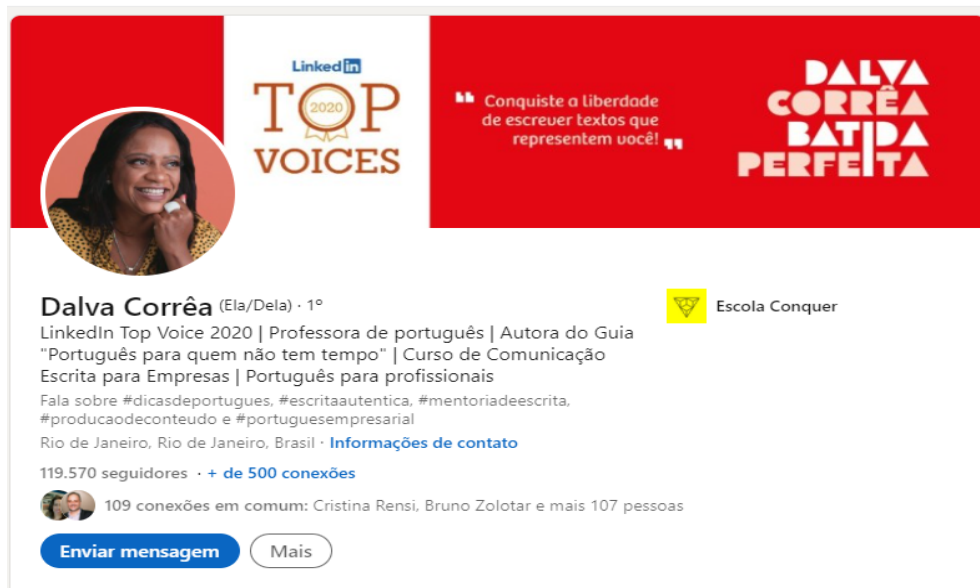 LinkedIn
TOP
2020
VOICES
" Conquiste a liberdade
de escrever textos que
representem você! "
DALVA
CORRÊA
BATIDA
PERFEITA
Dalva Corrêa (Ela/Dela) · 1º
LinkedIn Top Voice 2020 | Professora de português | Autora do Guia
"Português para quem não tem tempo" | Curso de Comunicação
Escrita para Empresas | Português para profissionais
Fala sobre #dicasdeportugues, #escritaautentica, #mentoriadeescrita,
#producaodeconteudo e #portuguesempresarial
Rio de Janeiro, Rio de Janeiro, Brasil · Informações de contato
119.570 seguidores · + de 500 conexões
109 conexões em comum: Cristina Rensi, Bruno Zolotar e mais 107 pessoas
Enviar mensagem
Mais
Escola Conquer